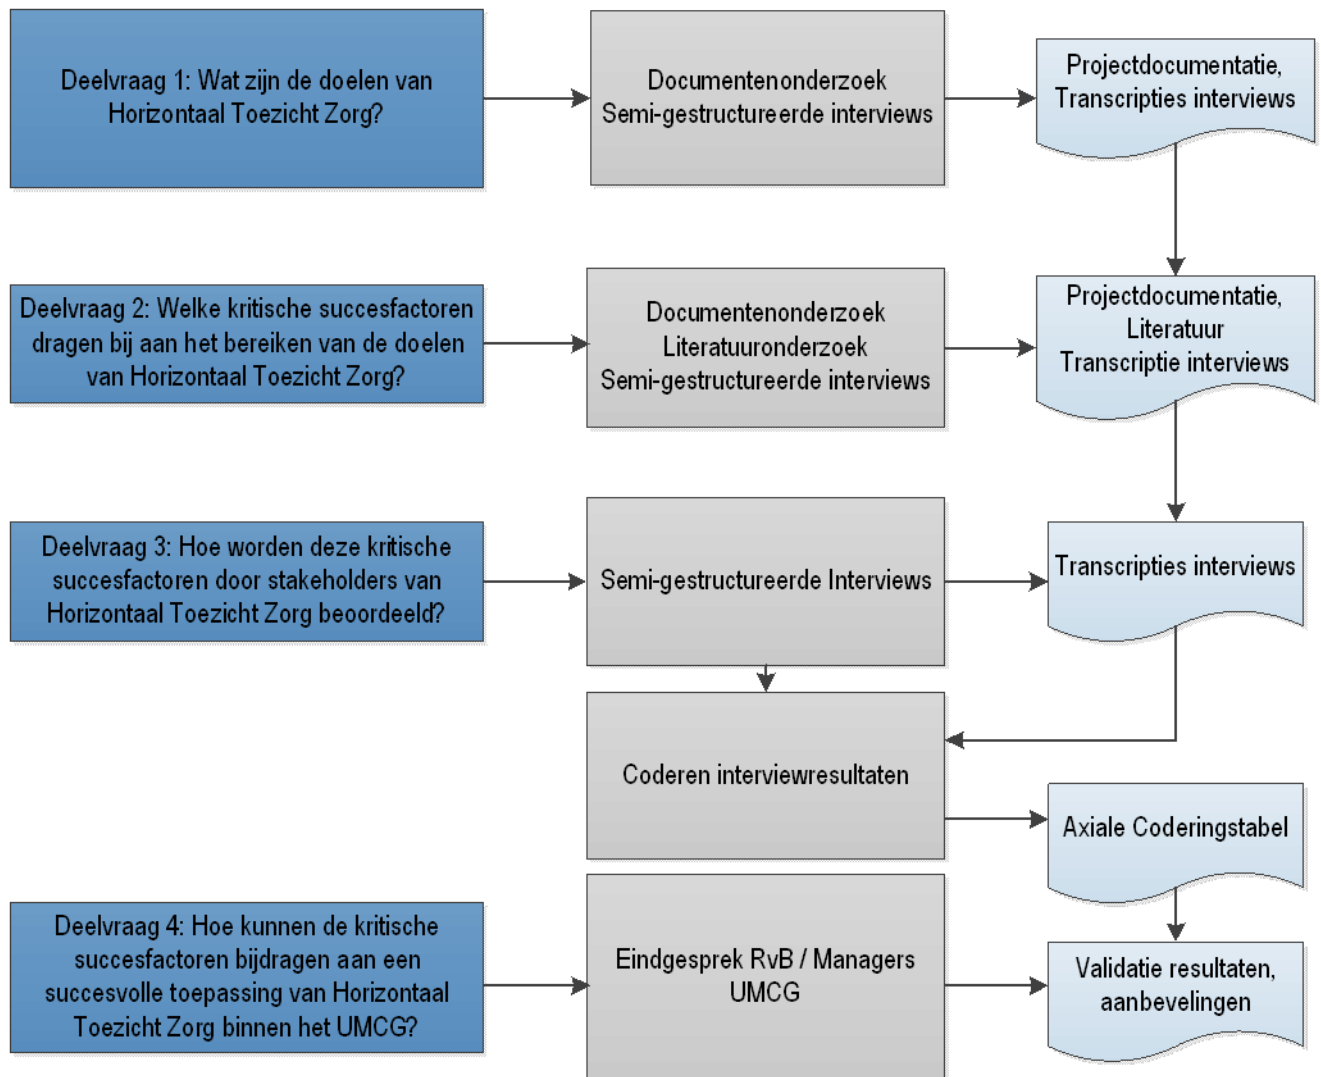 Deelvraag 1: Wat zijn de doelen van
Horizontaal Toezicht Zorg?
Documentenonderzoek
Semi-gestructureerde interviews
Projectdocumentatie,
Transcripties interviews
Deelvraag 2: Welke kritische succesfactoren
dragen bij aan het bereiken van de doelen
van Horizontaal Toezicht Zorg?
Documentenonderzoek
Literatuuronderzoek
Semi-gestructureerde interviews
Projectdocumentatie,
Literatuur
Transcriptie interviews
Deelvraag 3: Hoe worden deze kritische
succesfactoren door stakeholders van
Horizontaal Toezicht Zorg beoordeeld?
Semi-gestructureerde Interviews
Transcripties interviews
Coderen interviewresultaten
Axiale Coderingstabel
Deelvraag 4: Hoe kunnen de kritische
succesfactoren bijdragen aan een
succesvolle toepassing van Horizontaal
Toezicht Zorg binnen het UMCG?
Eindgesprek RvB / Managers
UMCG
Validatie resultaten,
aanbevelingen